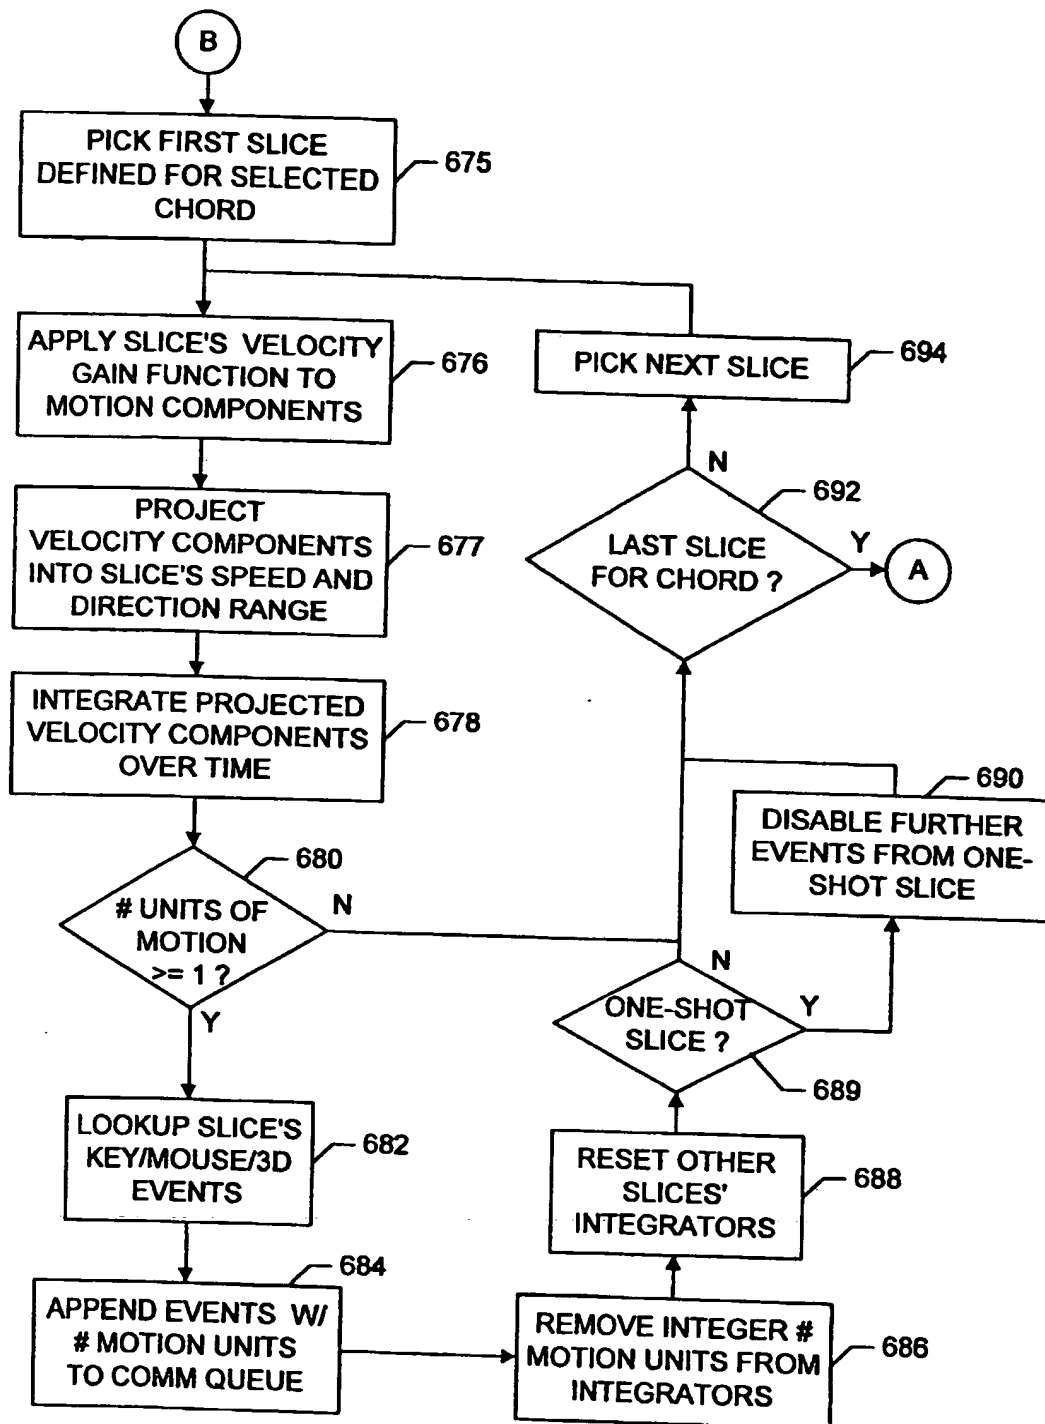 B
PICK FIRST SLICE
DEFINED FOR SELECTED
CHORD
675
APPLY SLICE'S VELOCITY
GAIN FUNCTION TO
MOTION COMPONENTS
676
PROJECT
VELOCITY COMPONENTS
INTO SLICE'S SPEED AND
DIRECTION RANGE
677
INTEGRATE PROJECTED
VELOCITY COMPONENTS
OVER TIME
678
# UNITS OF
MOTION
>= 1 ?
680
N
Y
LOOKUP SLICE'S
KEY/MOUSE/3D
EVENTS
682
APPEND EVENTS W/
# MOTION UNITS
TO COMM QUEUE
684
REMOVE INTEGER #
MOTION UNITS FROM
INTEGRATORS
686
RESET OTHER
SLICES'
INTEGRATORS
688
ONE-SHOT
SLICE ?
689
N
Y
DISABLE FURTHER
EVENTS FROM ONE-
SHOT SLICE
690
LAST SLICE
FOR CHORD ?
692
N
Y
A
PICK NEXT SLICE
694